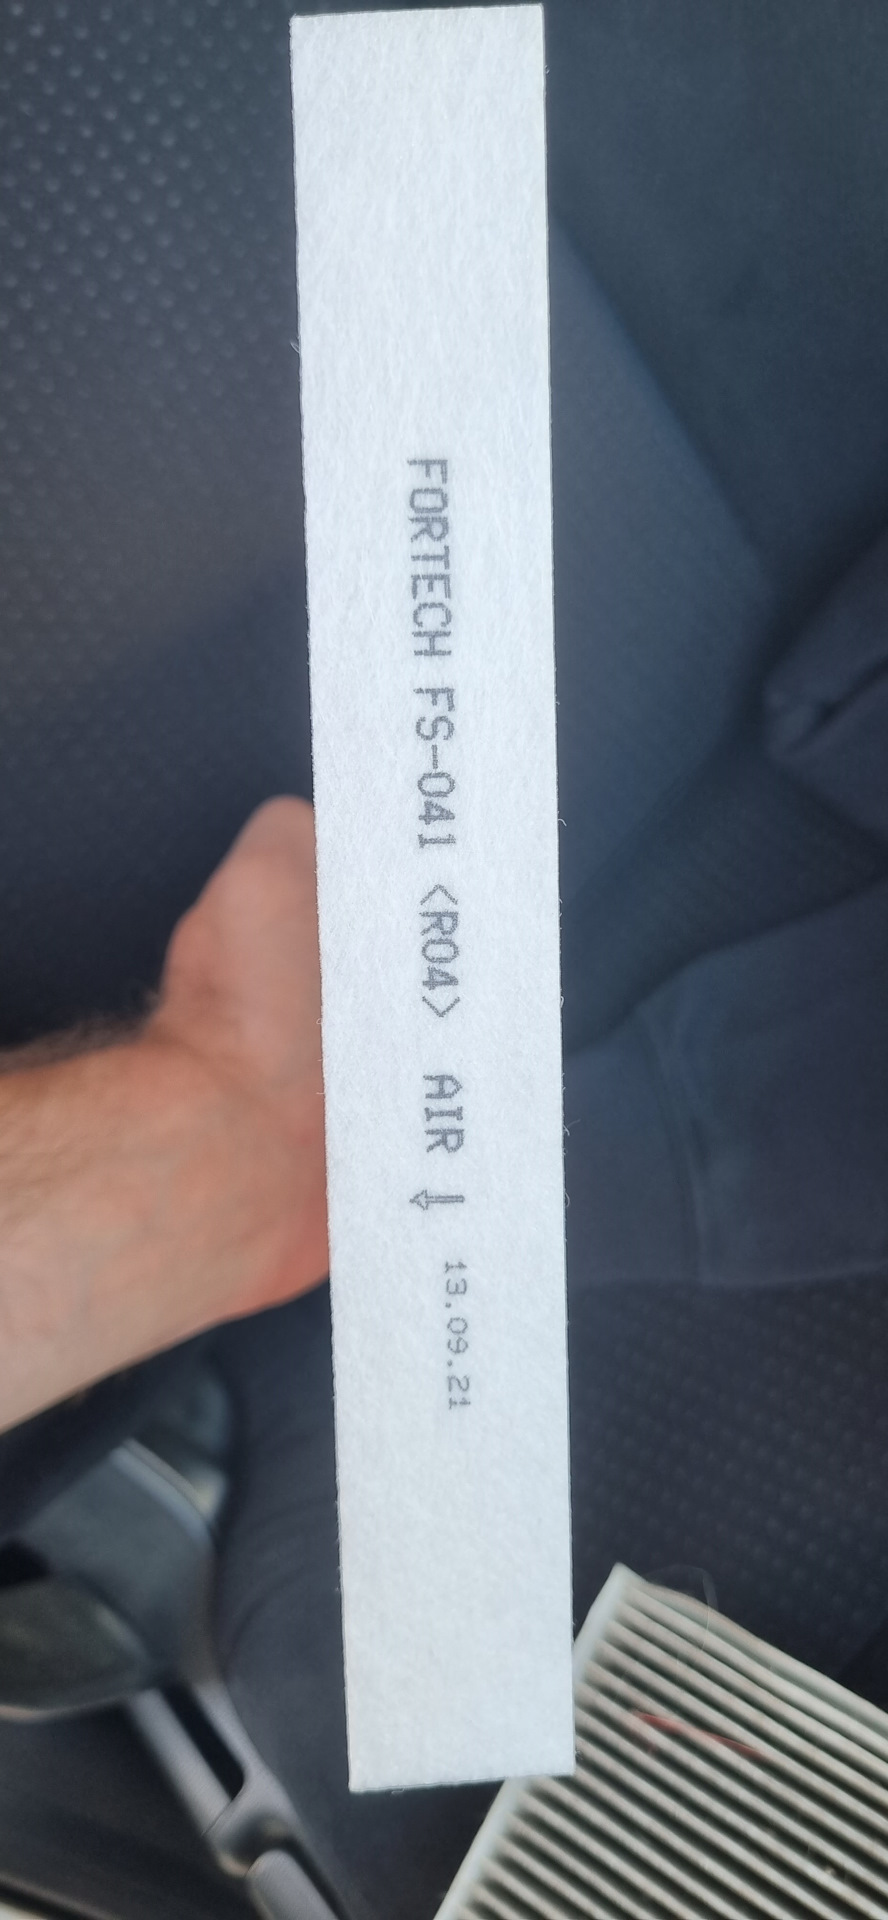 FORTECH FS-041 <R04> AIR ↓ 13.09.21